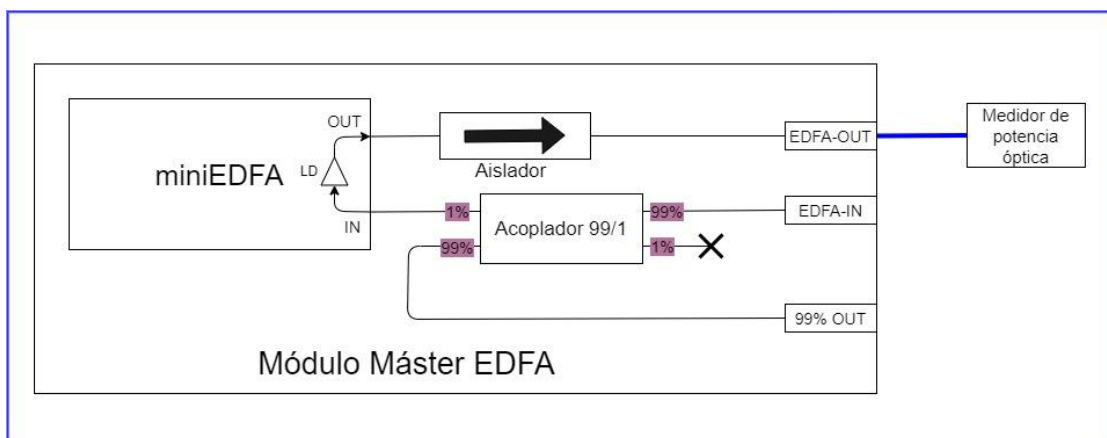 OUT
miniEDFA
LD
IN
Aislador
1%
99%
Acoplador 99/1
99%
1%
EDFA-OUT
EDFA-IN
99% OUT
Medidor de
potencia
óptica
Módulo Máster EDFA